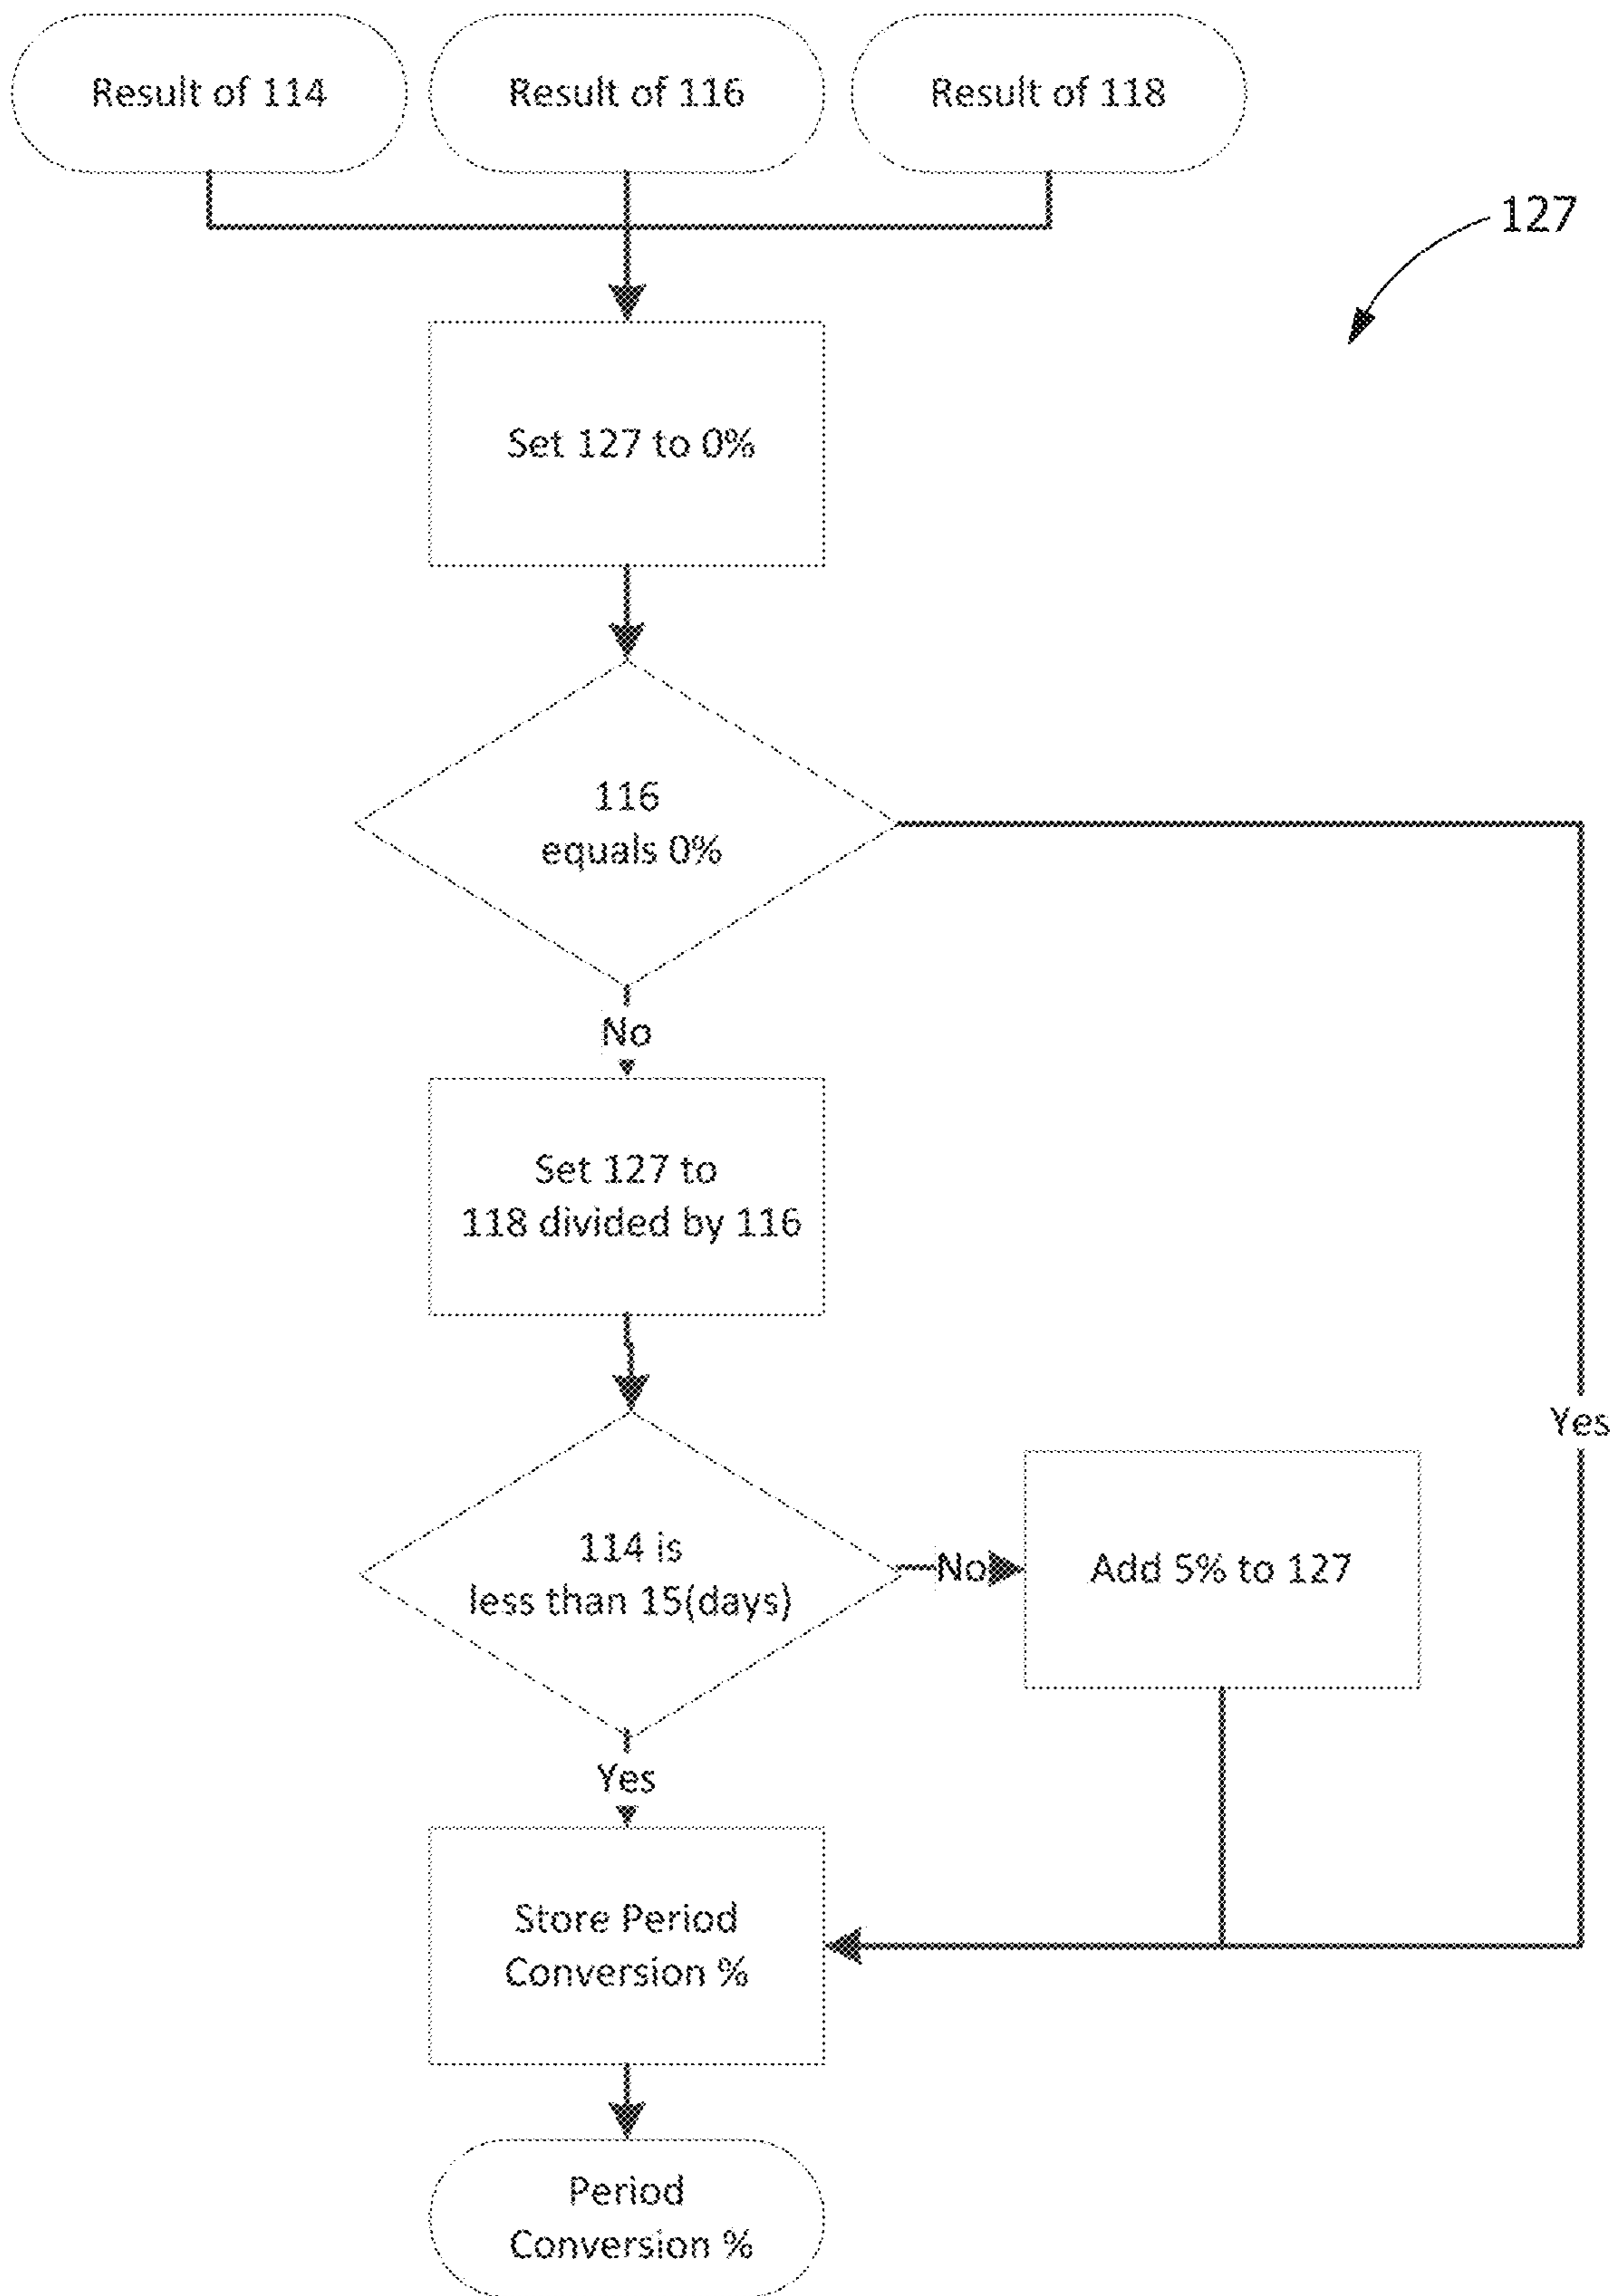 Result of 114
Result of 116
Result of 118
127
Set 127 to 0%
116
equals 0%
No
Set 127 to
118 divided by 116
Yes
114 is
less than 15(days)
No
Add 5% to 127
Yes
Store Period
Conversion %
Period
Conversion %